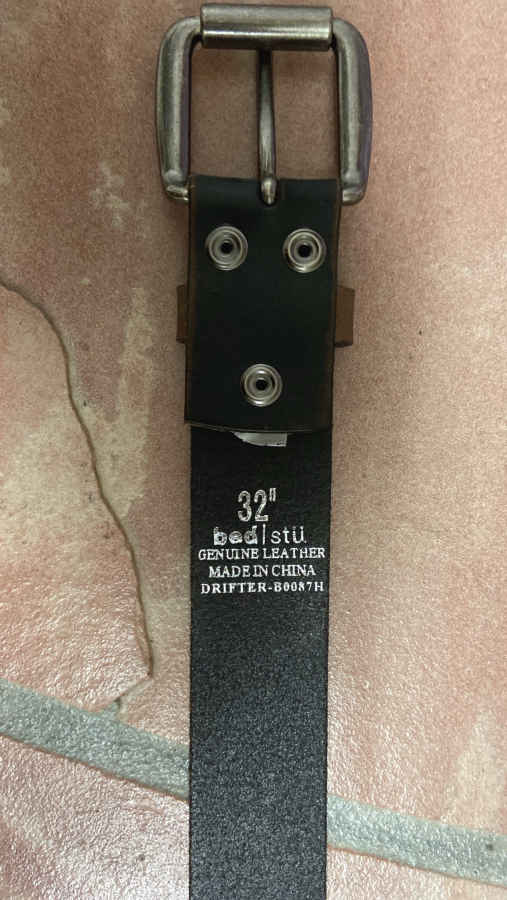 32"
bed|stü
GENUINE LEATHER
MADE IN CHINA
DRIFTER-B0087H